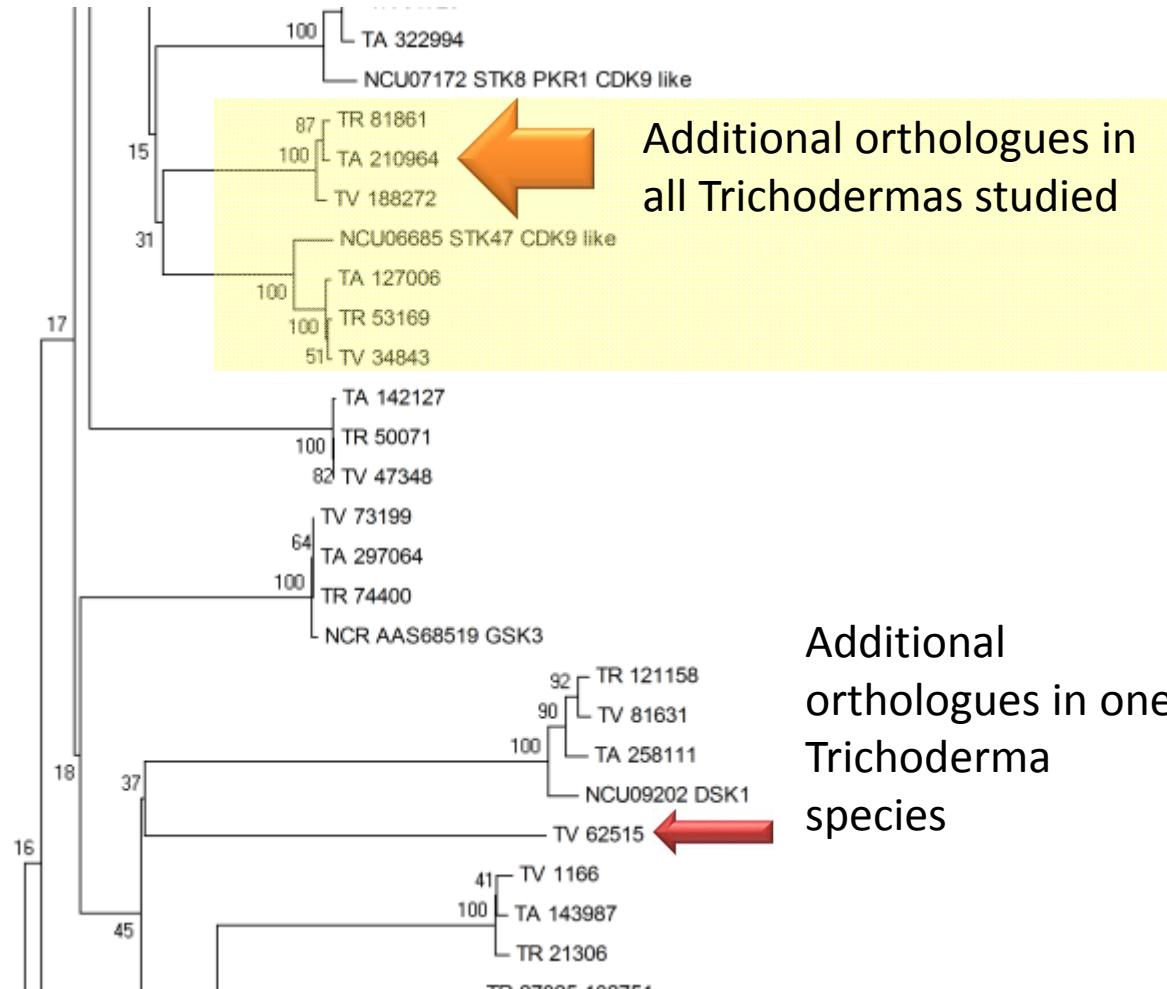 100
TA 322994
NCU07172 STK8 PKR1 CDK9 like
87
TR 81861
15
100
TA 210964
TV 188272
Additional orthologues in
all Trichodermas studied
31
NCU06685 STK47 CDK9 like
TA 127006
100
TR 53169
100
17
51
TV 34843
TA 142127
100
TR 50071
82
TV 47348
TV 73199
64
TA 297064
100
TR 74400
NCR AAS68519 GSK3
TR 121158
92
90
TV 81631
100
TA 258111
18
37
NCU09202 DSK1
TV 62515
Additional
orthologues in one
Trichoderma
species
16
41
TV 1166
100
TA 143987
45
TR 21306